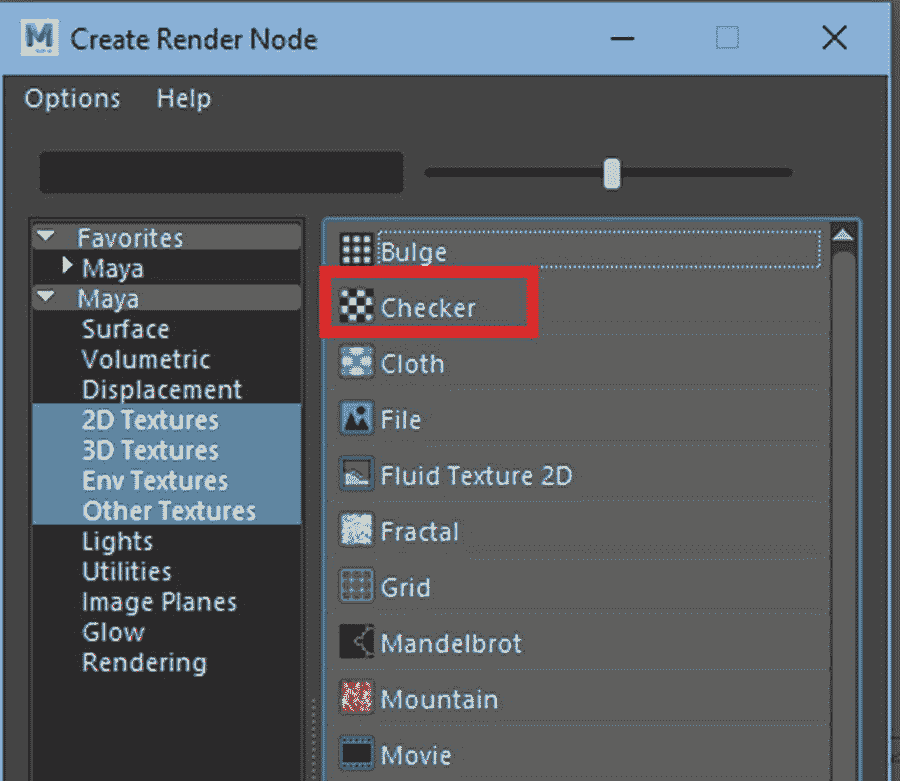 Create Render Node
Options Help
Favorites
Maya
Maya
Surface
Volumetric
Displacement
2D Textures
3D Textures
Env Textures
Other Textures
Lights
Utilities
Image Planes
Glow
Rendering
Bulge
Checker
Cloth
File
Fluid Texture 2D
Fractal
Grid
Mandelbrot
Mountain
Movie